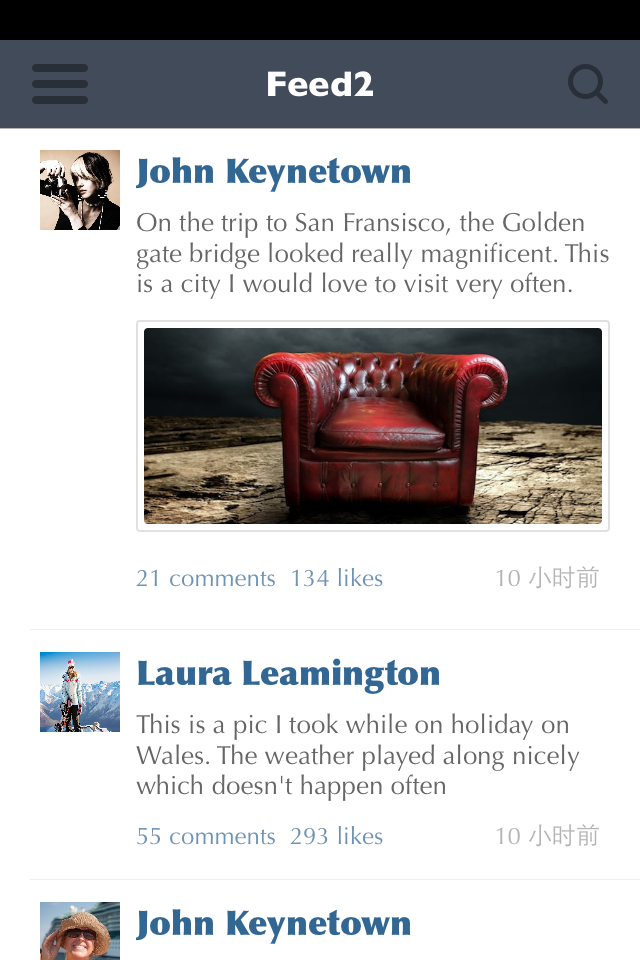 Feed2
John Keynetown
On the trip to San Fransisco, the Golden
gate bridge looked really magnificent. This
is a city I would love to visit very often.
21 comments 134 likes 10 小时前
Laura Leamington
This is a pic I took while on holiday on
Wales. The weather played along nicely
which doesn't happen often
55 comments 293 likes 10 小时前
John Keynetown